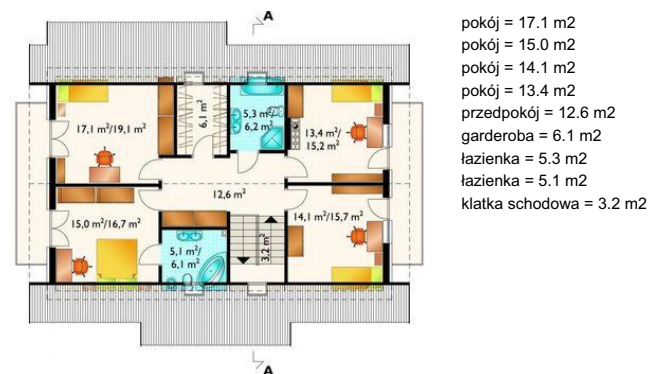 A
17,1 m²/19,1 m²
6,1 m²
5,3 m²/
6,2 m²
13,4 m²/
15,2 m²
12,6 m²
15,0 m²/16,7 m²
5,1 m²/
6,1 m²
3,2 m²
14,1 m²/15,7 m²
A
pokój = 17.1 m2
pokój = 15.0 m2
pokój = 14.1 m2
pokój = 13.4 m2
przedpokój = 12.6 m2
garderoba = 6.1 m2
łazienka = 5.3 m2
łazienka = 5.1 m2
klatka schodowa = 3.2 m2